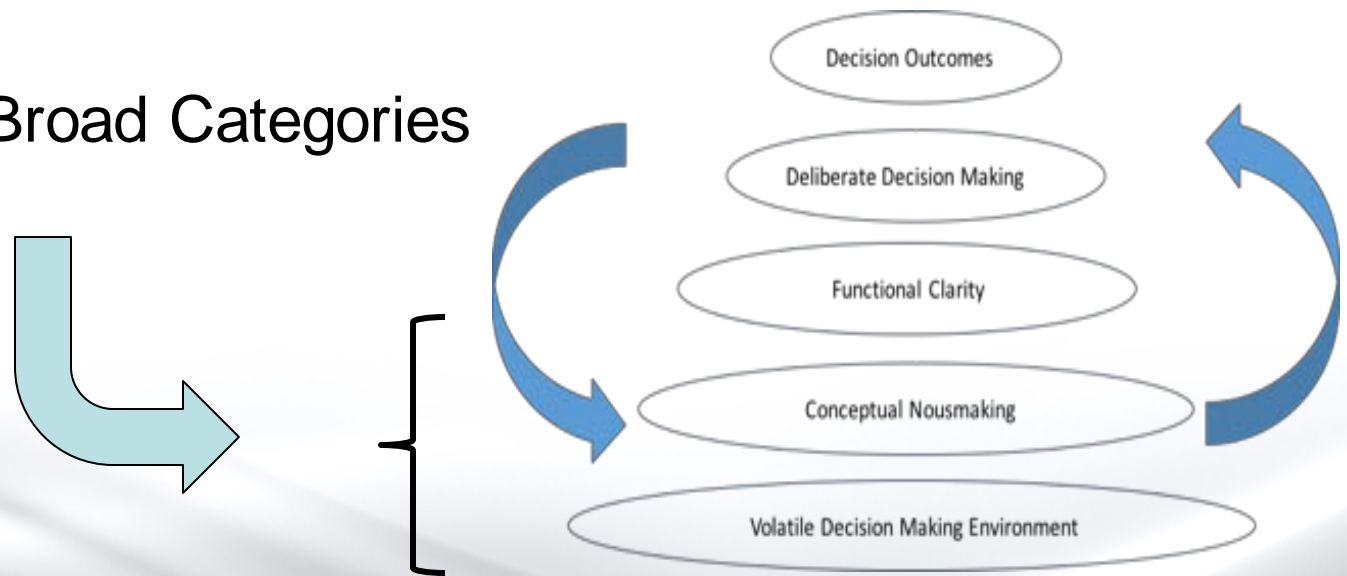 Broad Categories
Decision Outcomes
Deliberate Decision Making
Functional Clarity
Conceptual Nousmaking
Volatile Decision Making Environment